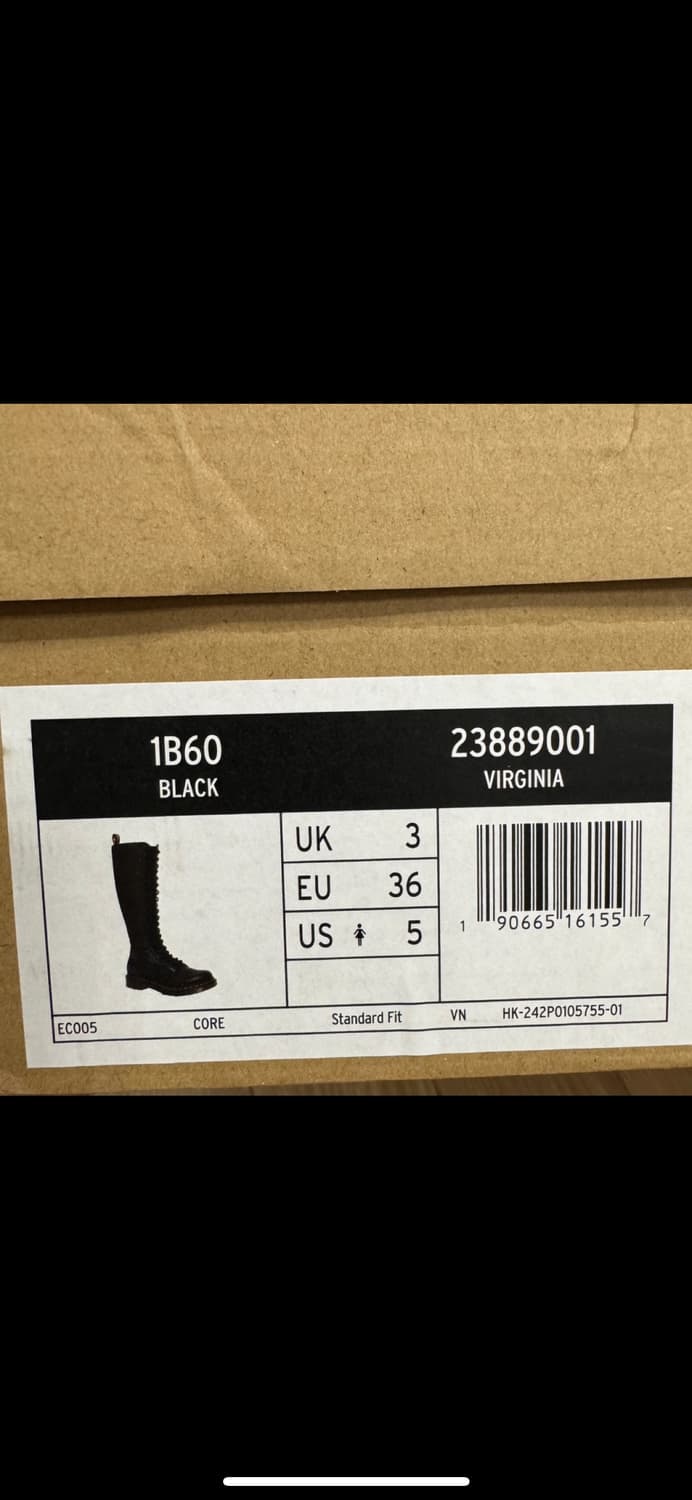 1B60
BLACK
23889001
VIRGINIA
UK 3
EU 36
US 5
1 90665 16155 7
EC005
CORE
Standard Fit
VN
HK-242P0105755-01